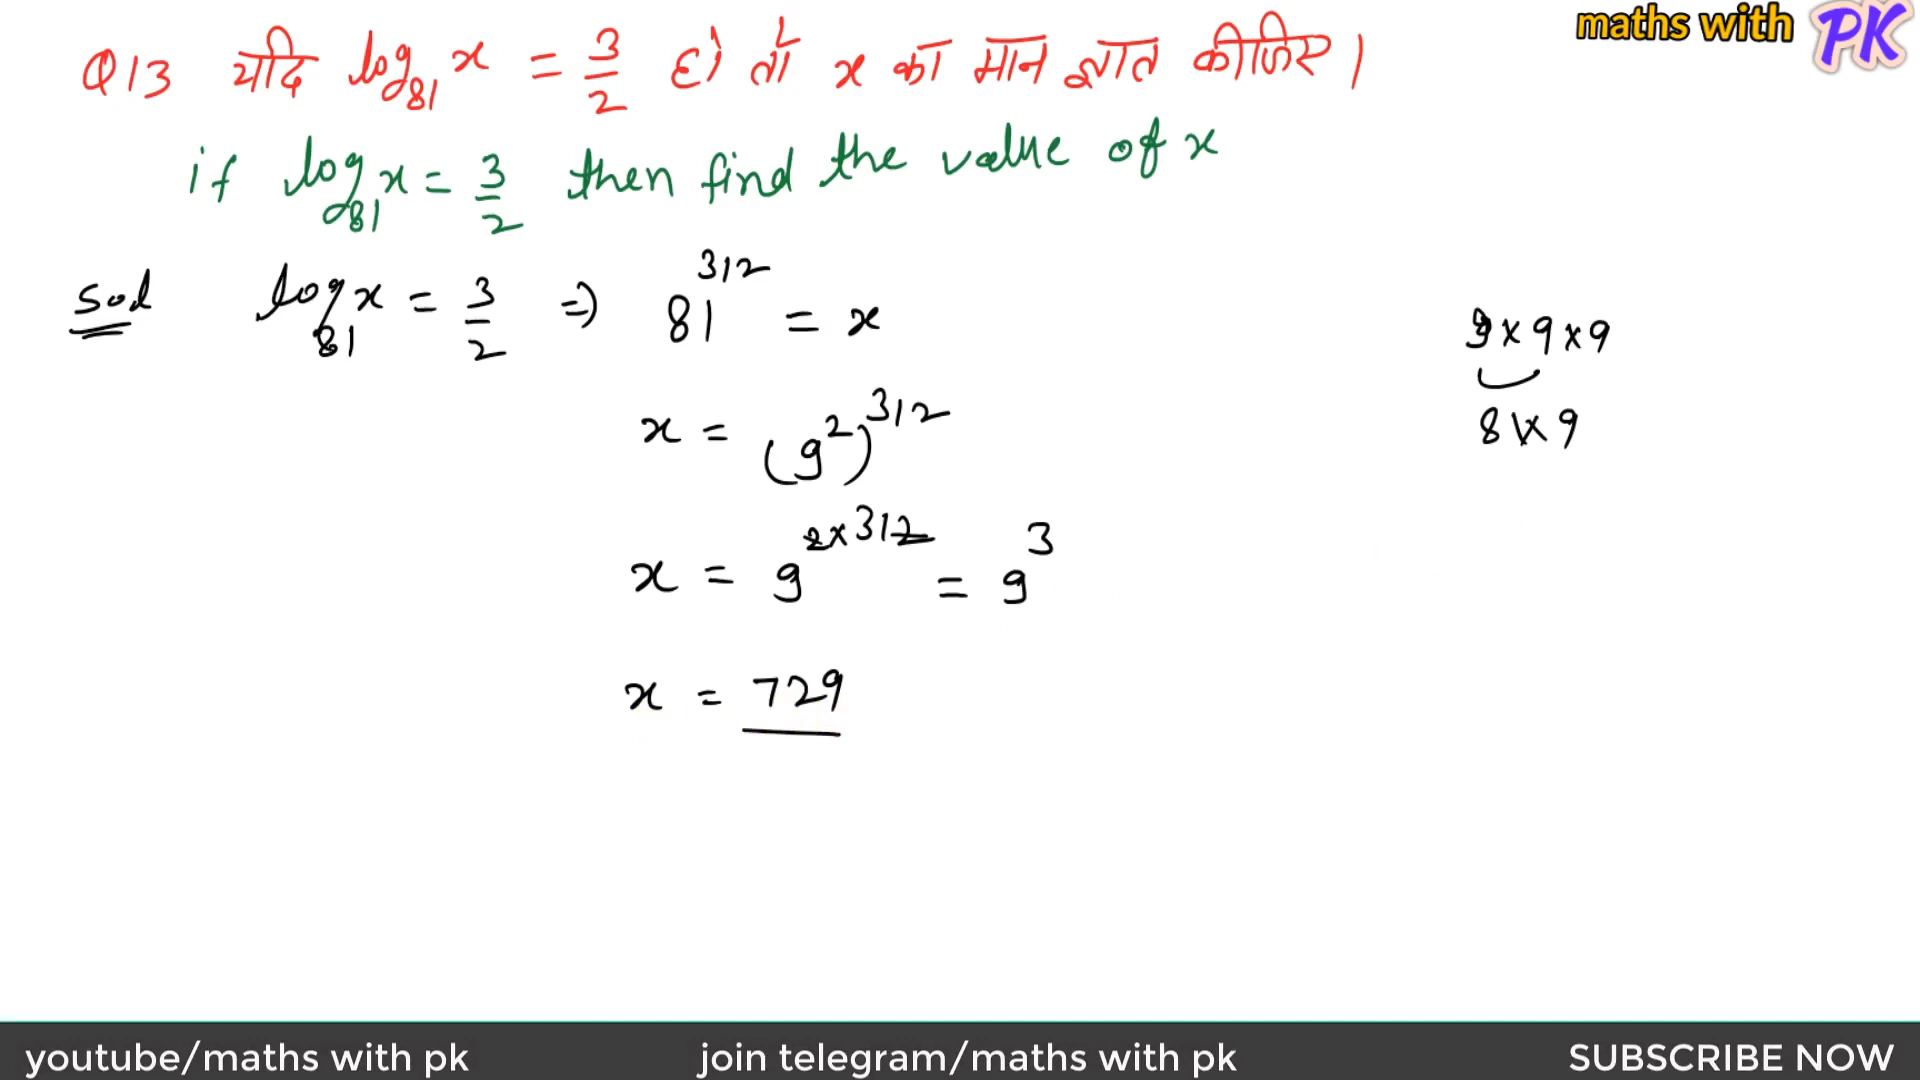 maths with PK
Q13 यदि log₈₁ x = 3/2 हो तो x का मान ज्ञात कीजिए।
if log₈₁ x = 3/2 then find the value of x
Sol log₈₁ x = 3/2 ⇒ 81^3/2 = x
9×9×9
x = (9²)^3/2
81×9
x = 9^2×3/2 = 9³
x = 729
youtube/maths with pk join telegram/maths with pk SUBSCRIBE NOW